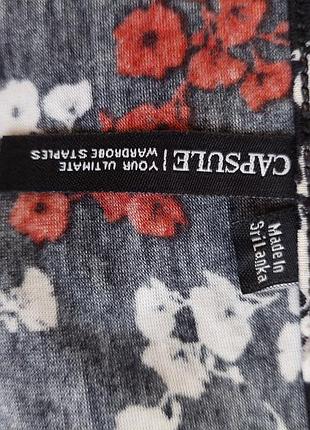 CAPSULE
YOUR ULTIMATE
WARDROBE STAPLES
Made In
Sri Lanka